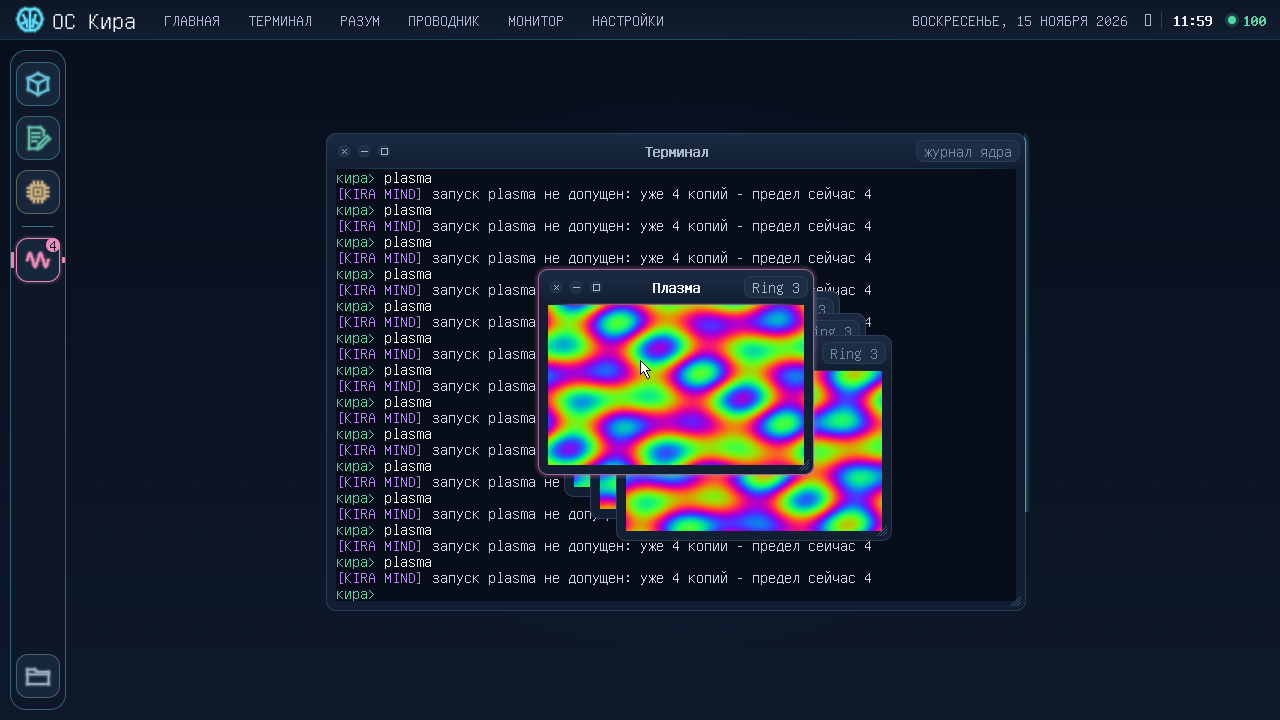 ОС Кира ГЛАВНАЯ ТЕРМИНАЛ РАЗУМ ПРОВОДНИК МОНИТОР НАСТРОЙКИ ВОСКРЕСЕНЬЕ, 15 НОЯБРЯ 2026 11:59 100
4
Терминал журнал ядра
кира> plasma
[KIRA MIND] запуск plasma не допущен: уже 4 копий - предел сейчас 4
кира> plasma
[KIRA MIND] запуск plasma не допущен: уже 4 копий - предел сейчас 4
кира> plasma
[KIRA MIND] запуск plasma не допущен: уже 4 копий - предел сейчас 4
кира> plasma
[KIRA MIND] запуск plasma
кира> plasma
[KIRA MIND] запуск plasma 4
кира> plasma
[KIRA MIND] запуск plasma
кира> plasma
[KIRA MIND] запуск plasma
кира> plasma
[KIRA MIND] запуск plasma
кира> plasma
[KIRA MIND] запуск plasma
кира> plasma
[KIRA MIND] запуск plasma не
кира> plasma
[KIRA MIND] запуск plasma не
кира> plasma
[KIRA MIND] запуск plasma не допущен: уже 4 копий - предел сейчас 4
кира> plasma
[KIRA MIND] запуск plasma не допущен: уже 4 копий - предел сейчас 4
кира>
Плазма Ring 3
3
ing 3
Ring 3